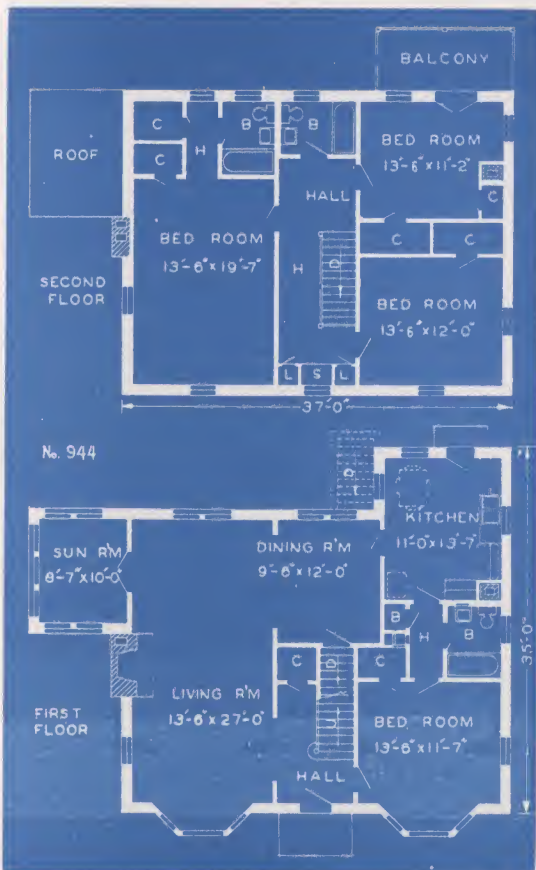 BALCONY
ROOF
C
H
B
B
BED ROOM
13'-6"x11'-2"
C
HALL
C
BED ROOM
13'-6"x19'-7"
H
D
C
C
SECOND
FLOOR
BED ROOM
13'-6"x12'-0"
L
S
L
37'-0"
No. 944
D
KITCHEN
11'-0"x13'-7"
SUN R'M
8'-7"x10'-0"
DINING R'M
9'-6"x12'-0"
B
H
B
35'-0"
C
D
C
U
LIVING R'M
13'-6"x27'-0"
BED ROOM
13'-6"x11'-7"
FIRST
FLOOR
HALL